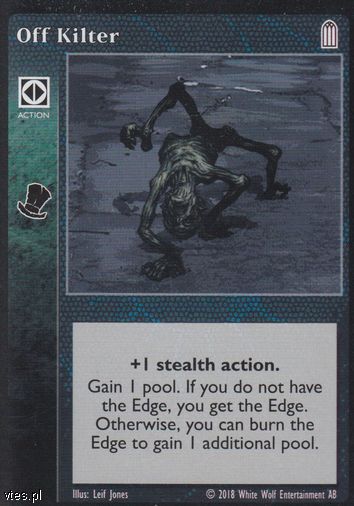 Off Kilter
ACTION
+1 stealth action.
Gain 1 pool. If you do not have
the Edge, you get the Edge.
Otherwise, you can burn the
Edge to gain 1 additional pool.
vtes.pl
Illus: Leif Jones
© 2018 White Wolf Entertainment AB